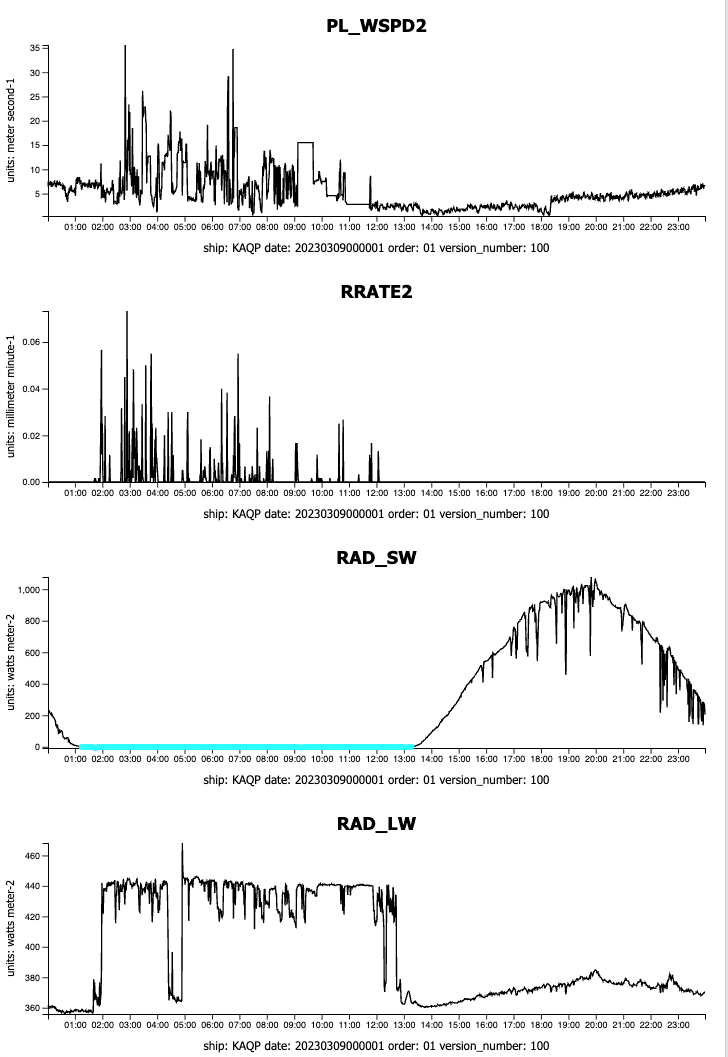 PL_WSPD2
units: meter second-1
35
30
25
20
15
10
5
01:00 02:00 03:00 04:00 05:00 06:00 07:00 08:00 09:00 10:00 11:00 12:00 13:00 14:00 15:00 16:00 17:00 18:00 19:00 20:00 21:00 22:00 23:00
ship: KAQP date: 20230309000001 order: 01 version_number: 100
RRATE2
units: millimeter minute-1
0.06
0.04
0.02
0.00
01:00 02:00 03:00 04:00 05:00 06:00 07:00 08:00 09:00 10:00 11:00 12:00 13:00 14:00 15:00 16:00 17:00 18:00 19:00 20:00 21:00 22:00 23:00
ship: KAQP date: 20230309000001 order: 01 version_number: 100
RAD_SW
units: watts meter-2
1,000
800
600
400
200
0
01:00 02:00 03:00 04:00 05:00 06:00 07:00 08:00 09:00 10:00 11:00 12:00 13:00 14:00 15:00 16:00 17:00 18:00 19:00 20:00 21:00 22:00 23:00
ship: KAQP date: 20230309000001 order: 01 version_number: 100
RAD_LW
units: watts meter-2
460
440
420
400
380
360
01:00 02:00 03:00 04:00 05:00 06:00 07:00 08:00 09:00 10:00 11:00 12:00 13:00 14:00 15:00 16:00 17:00 18:00 19:00 20:00 21:00 22:00 23:00
ship: KAQP date: 20230309000001 order: 01 version_number: 100